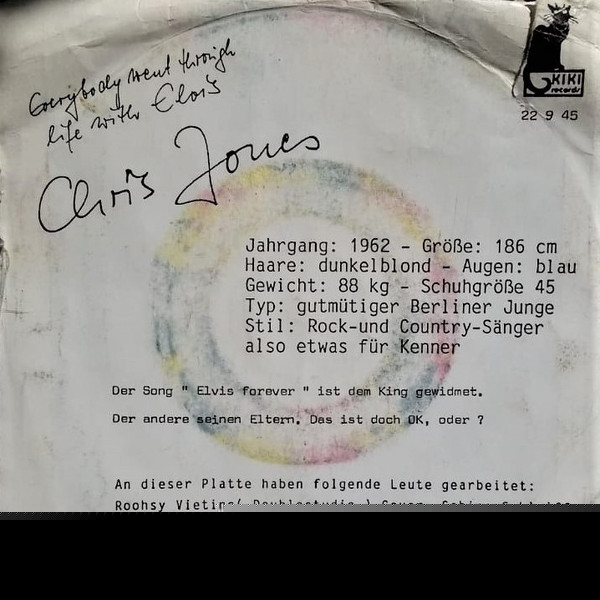 Everybody went through
life with Elvis
Chris Jones
KIKI
records
22 9 45
Jahrgang: 1962 - Größe: 186 cm
Haare: dunkelblond - Augen: blau
Gewicht: 88 kg - Schuhgröße 45
Typ: gutmütiger Berliner Junge
Stil: Rock-und Country-Sänger
also etwas für Kenner
Der Song " Elvis forever " ist dem King gewidmet.
Der andere seinen Eltern. Das ist doch OK, oder ?
An dieser Platte haben folgende Leute gearbeitet: